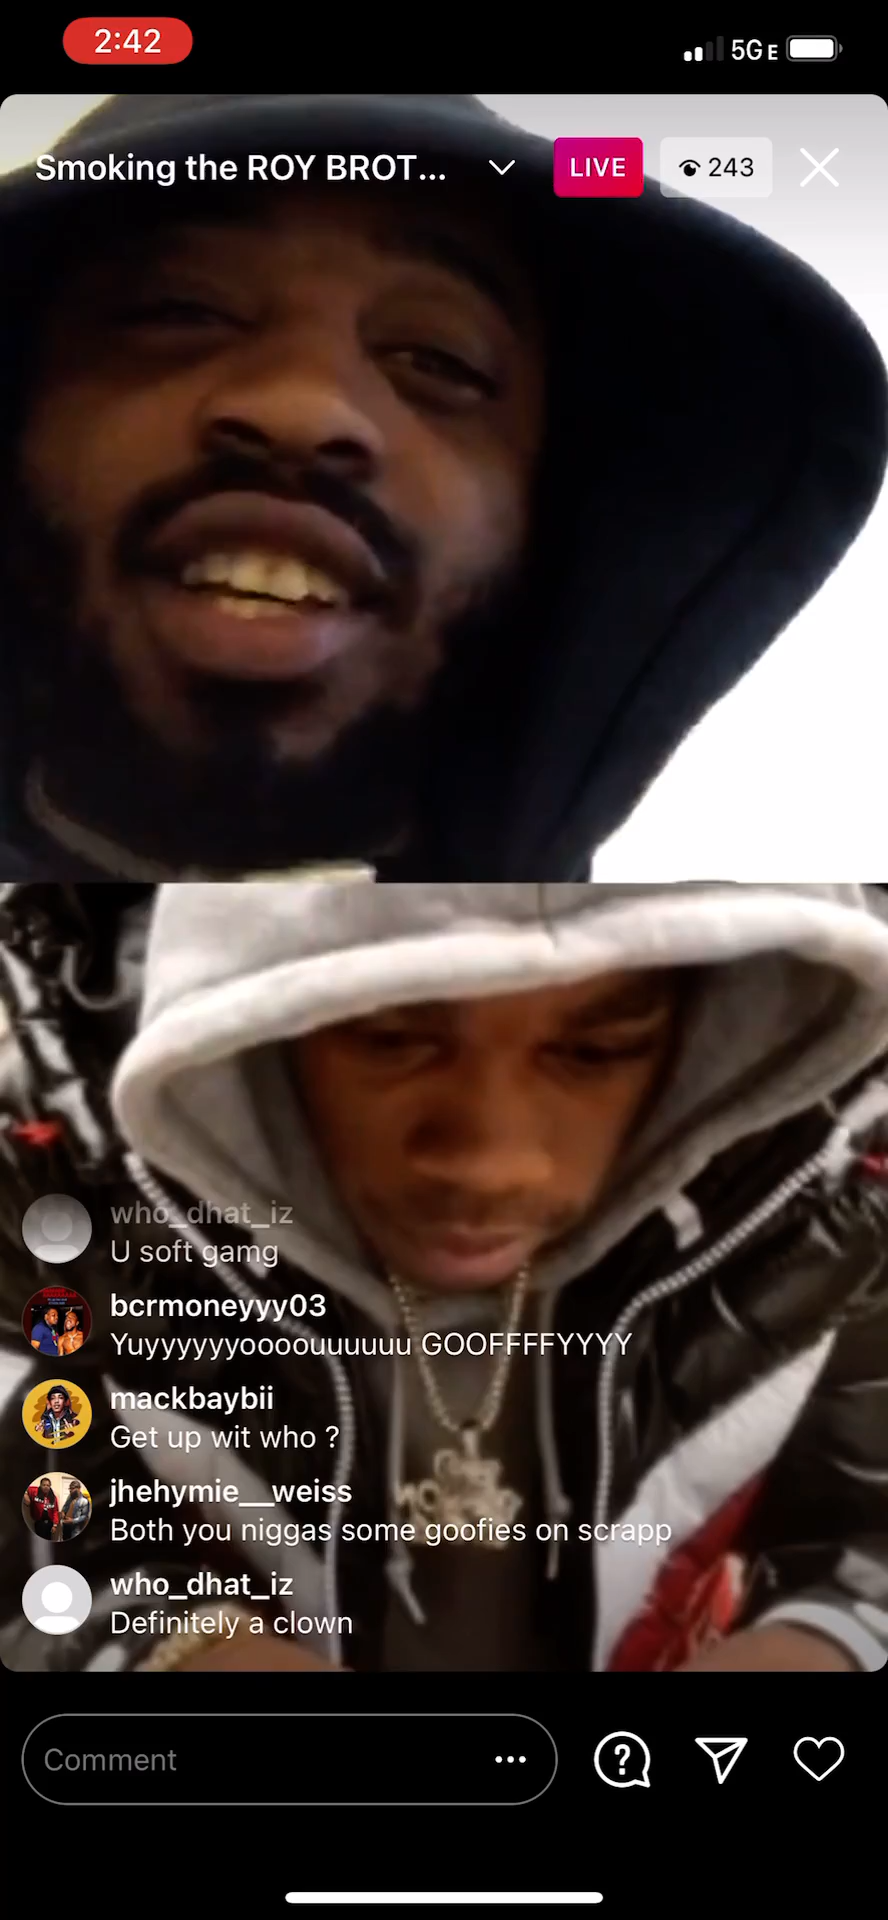 2:42
5GE
Smoking the ROY BROT...
LIVE
243
who_dhat_iz
U soft gamg
bcrmoneyyy03
Yuyyyyyyoooouuuuuu GOOFFFFYYYY
mackbaybii
Get up wit who ?
jhehymie__weiss
Both you niggas some goofies on scrapp
who_dhat_iz
Definitely a clown
Comment